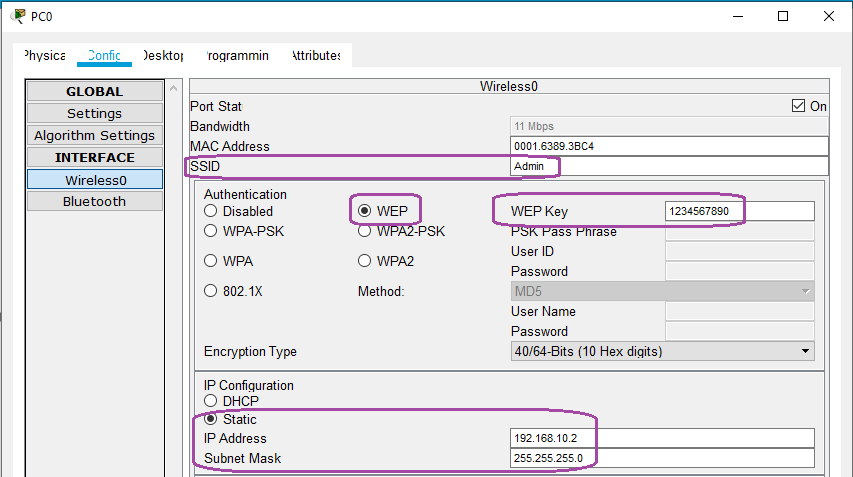 PC0
Physica Config Desktop rogrammin Attributes
GLOBAL
Settings
Algorithm Settings
INTERFACE
Wireless0
Bluetooth
Wireless0
Port Stat On
Bandwidth 11 Mbps
MAC Address 0001.6389.3BC4
SSID Admin
Authentication
Disabled WEP WEP Key 1234567890
WPA-PSK WPA2-PSK PSK Pass Phrase
User ID
WPA WPA2 Password
802.1X Method: MD5
User Name
Password
Encryption Type 40/64-Bits (10 Hex digits)
IP Configuration
DHCP
Static
IP Address 192.168.10.2
Subnet Mask 255.255.255.0